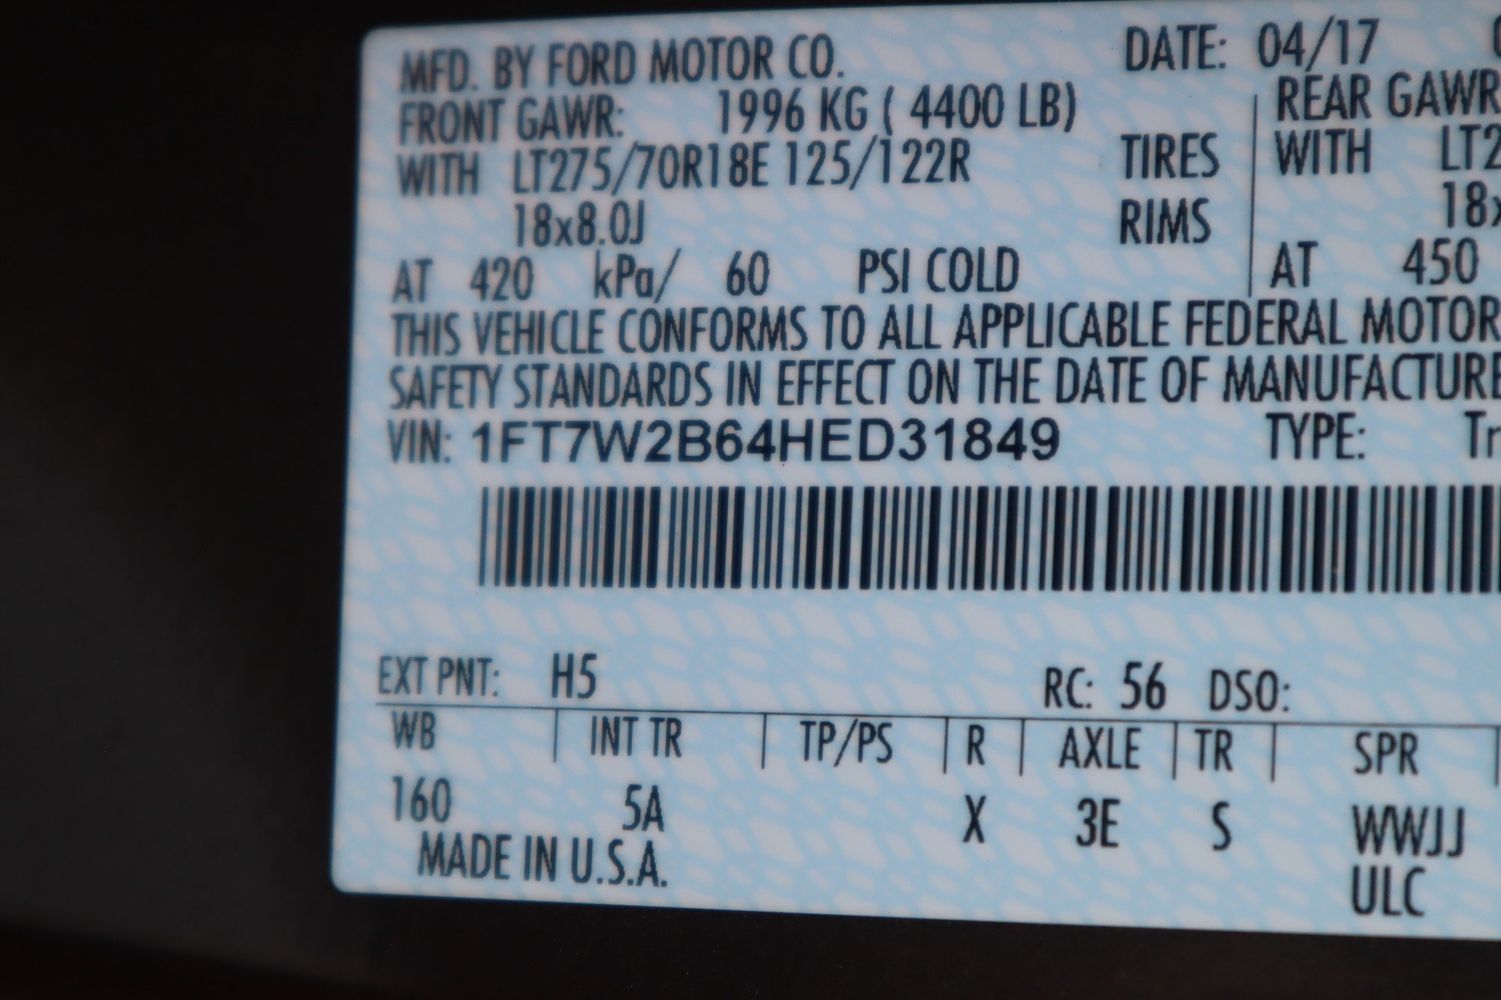 MFD. BY FORD MOTOR CO. DATE: 04/17
FRONT GAWR: 1996 KG ( 4400 LB) REAR GAWR
WITH LT275/70R18E 125/122R TIRES WITH LT2
18x8.0J RIMS 18x
AT 420 kPa/ 60 PSI COLD AT 450
THIS VEHICLE CONFORMS TO ALL APPLICABLE FEDERAL MOTOR
SAFETY STANDARDS IN EFFECT ON THE DATE OF MANUFACTURE
VIN: 1FT7W2B64HED31849 TYPE: Tr
EXT PNT: H5 RC: 56 DSO:
WB INT TR TP/PS R AXLE TR SPR
160 5A X 3E S WWJJ
MADE IN U.S.A. ULC